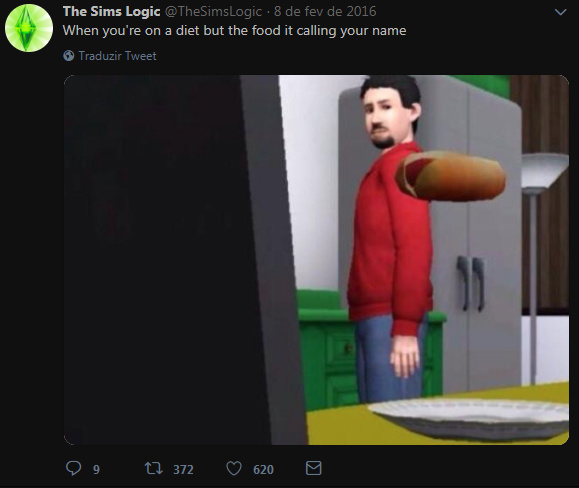 The Sims Logic @TheSimsLogic · 8 de fev de 2016
When you're on a diet but the food it calling your name
Traduzir Tweet
9 372 620